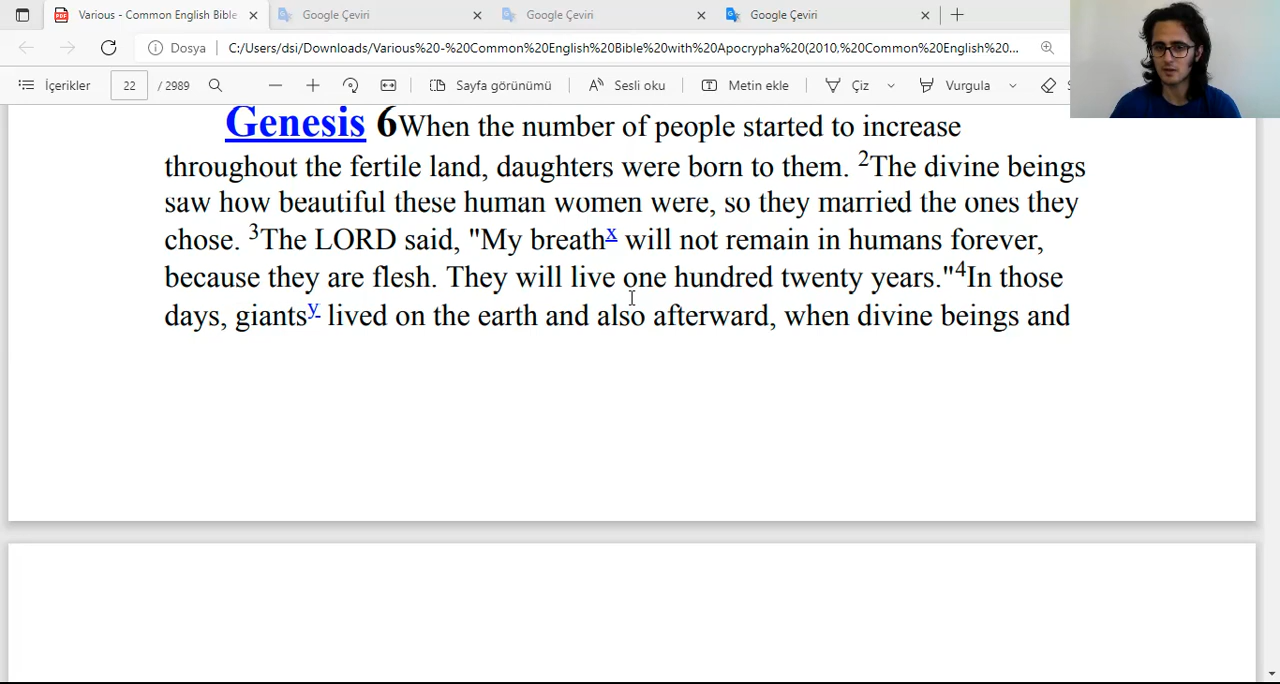 Various - Common English Bible
Google Çeviri
Google Çeviri
Google Çeviri
Dosya
C:/Users/dsi/Downloads/Various%20-%20Common%20English%20Bible%20with%20Apocrypha%20(2010,%20Common%20English%20...
İçerikler
22 / 2989
Sayfa görünümü
Sesli oku
Metin ekle
Çiz
Vurgula
Genesis 6When the number of people started to increase
throughout the fertile land, daughters were born to them. 2The divine beings
saw how beautiful these human women were, so they married the ones they
chose. 3The LORD said, "My breathx will not remain in humans forever,
because they are flesh. They will live one hundred twenty years."4In those
days, giantsy lived on the earth and also afterward, when divine beings and